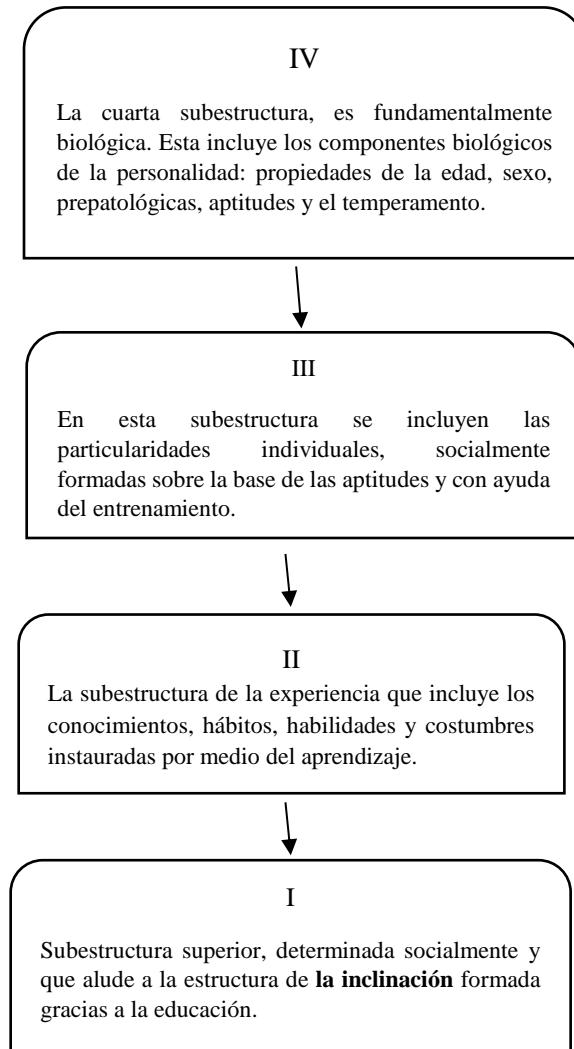 IV
La cuarta subestructura, es fundamentalmente
biológica. Esta incluye los componentes biológicos
de la personalidad: propiedades de la edad, sexo,
prepatológicas, aptitudes y el temperamento.
III
En esta subestructura se incluyen las
particularidades individuales, socialmente
formadas sobre la base de las aptitudes y con ayuda
del entrenamiento.
II
La subestructura de la experiencia que incluye los
conocimientos, hábitos, habilidades y costumbres
instauradas por medio del aprendizaje.
I
Subestructura superior, determinada socialmente y
que alude a la estructura de la inclinación formada
gracias a la educación.